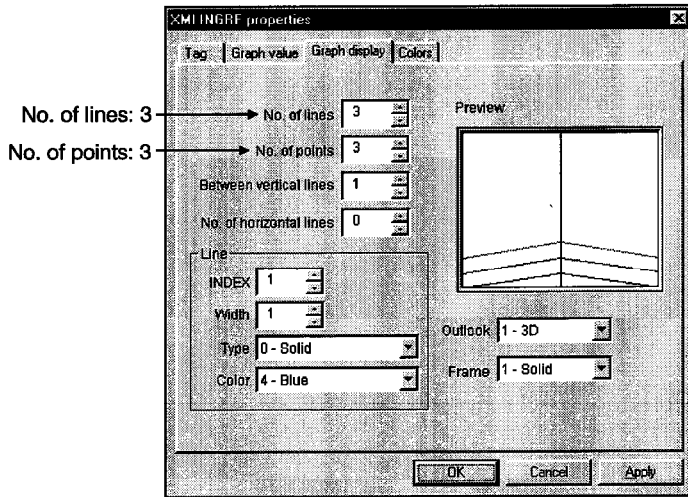 XMLINGRF properties
Tag Graph value Graph display Colors
No. of lines: 3 No. of lines 3
No. of points: 3 No. of points 3
Between vertical lines 1
No. of horizontal lines 0
Preview
Line
INDEX 1
Width 1
Type 0 - Solid
Color 4 - Blue
Outlook 1 - 3D
Frame 1 - Solid
OK Cancel Apply